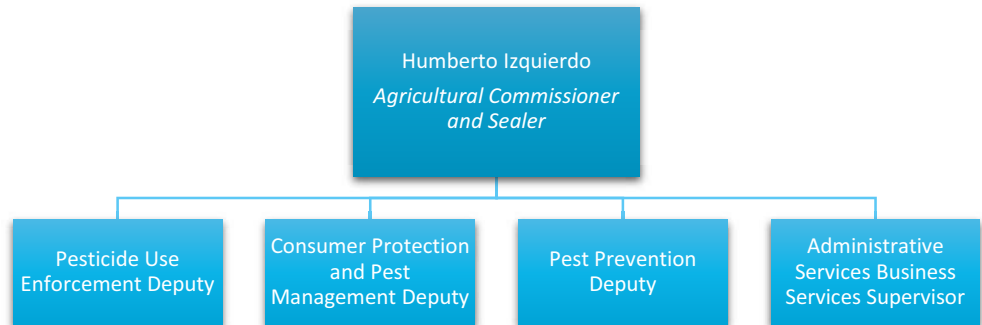 Humberto Izquierdo
Agricultural Commissioner
and Sealer
Pesticide Use
Enforcement Deputy
Consumer Protection
and Pest
Management Deputy
Pest Prevention
Deputy
Administrative
Services Business
Services Supervisor